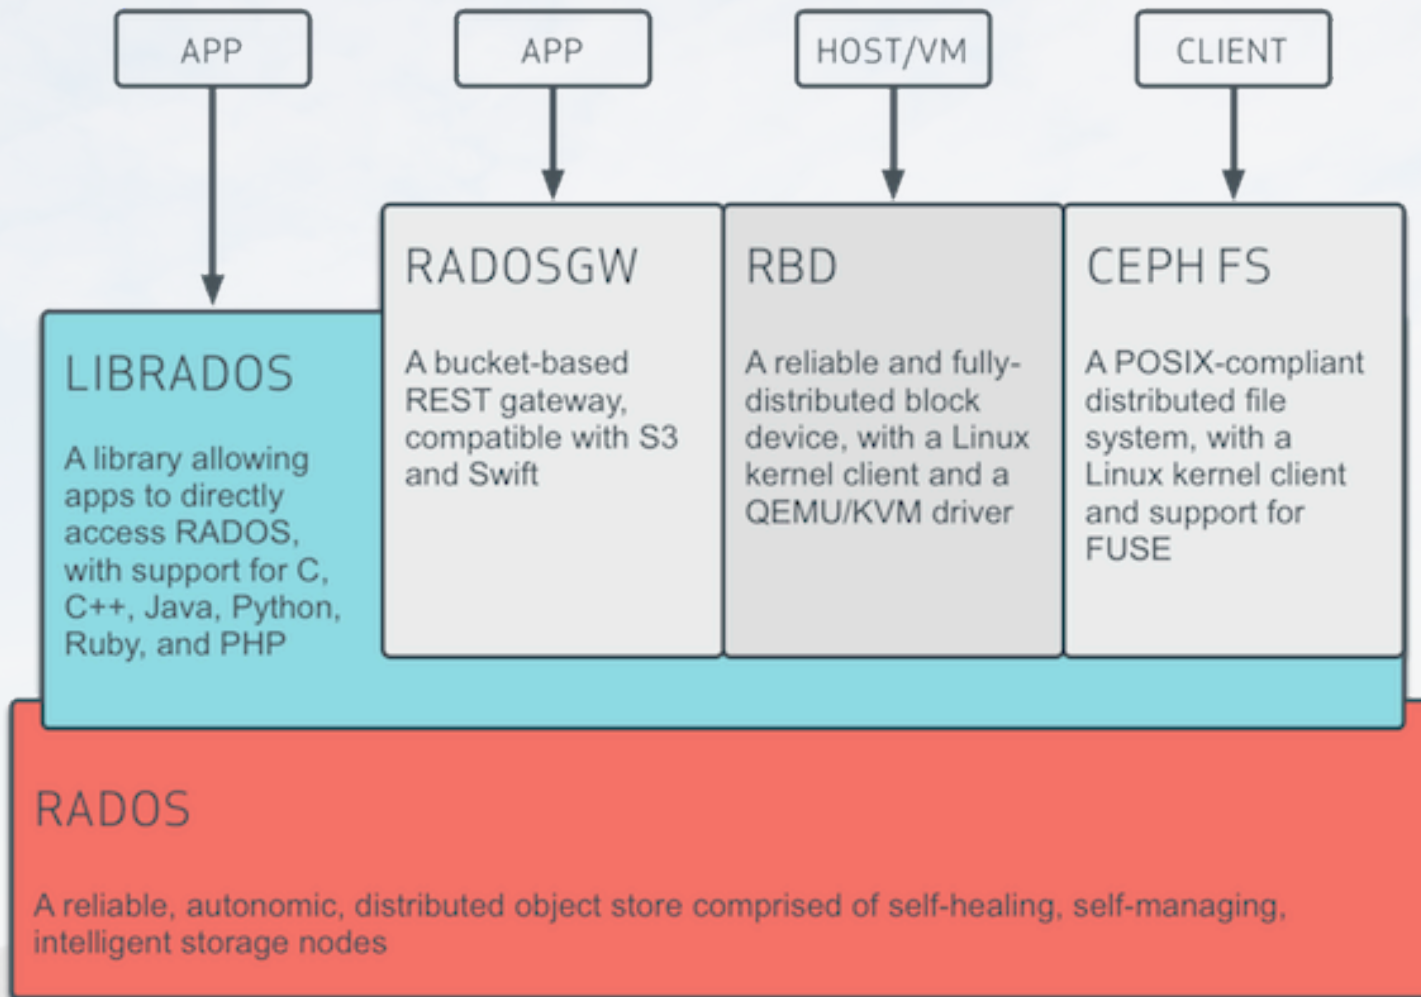 APP
APP
HOST/VM
CLIENT
LIBRADOS
A library allowing
apps to directly
access RADOS,
with support for C,
C++, Java, Python,
Ruby, and PHP
RADOSGW
A bucket-based
REST gateway,
compatible with S3
and Swift
RBD
A reliable and fully-
distributed block
device, with a Linux
kernel client and a
QEMU/KVM driver
CEPH FS
A POSIX-compliant
distributed file
system, with a
Linux kernel client
and support for
FUSE
RADOS
A reliable, autonomic, distributed object store comprised of self-healing, self-managing,
intelligent storage nodes